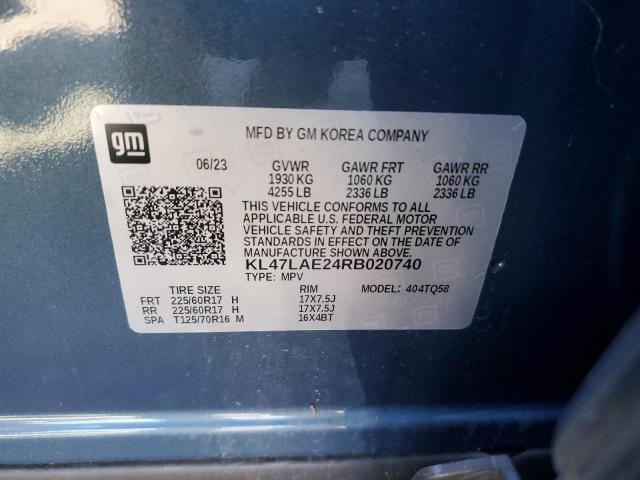 gm
MFD BY GM KOREA COMPANY
06/23 GVWR GAWR FRT GAWR RR
1930 KG 1060 KG 1060 KG
4255 LB 2336 LB 2336 LB
THIS VEHICLE CONFORMS TO ALL
APPLICABLE U.S. FEDERAL MOTOR
VEHICLE SAFETY AND THEFT PREVENTION
STANDARDS IN EFFECT ON THE DATE OF
MANUFACTURE SHOWN ABOVE.
KL47LAE24RB020740
TYPE: MPV
TIRE SIZE RIM MODEL: 404TQ58
FRT 225/60R17 H 17X7.5J
RR 225/60R17 H 17X7.5J
SPA T125/70R16 M 16X4BT